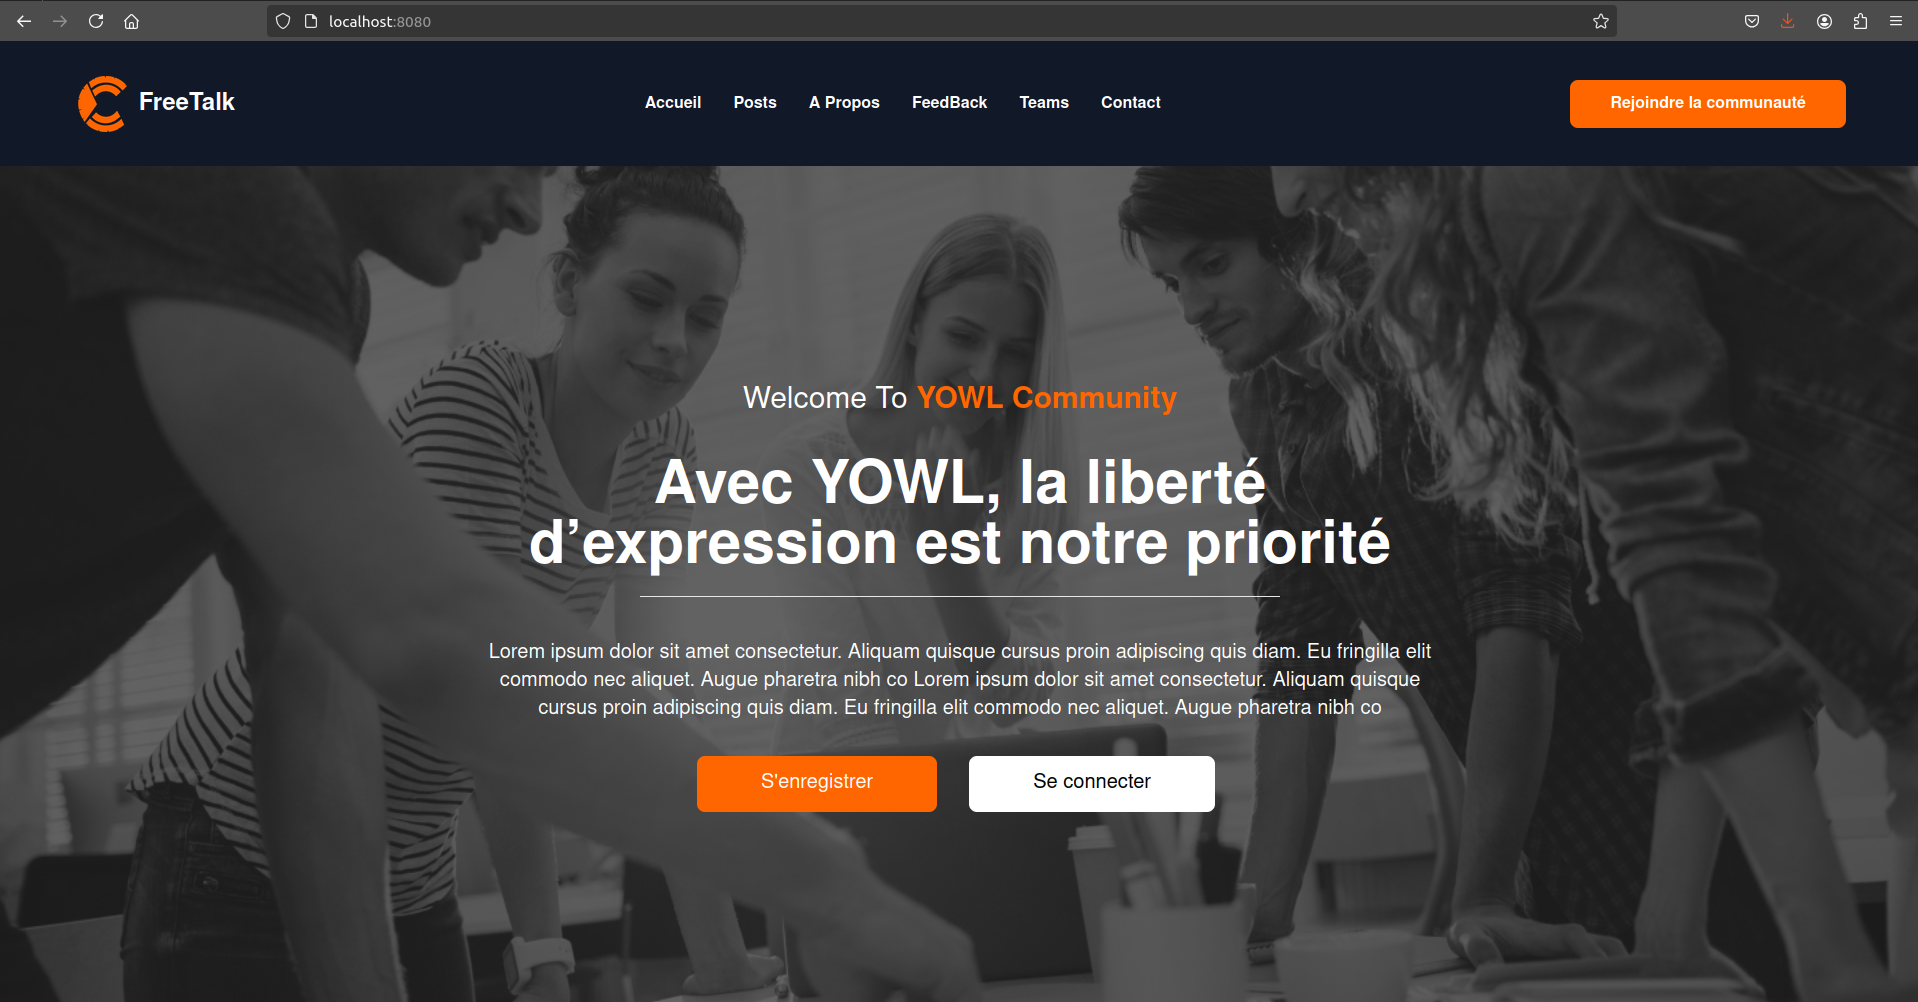 localhost:8080
FreeTalk
Accueil Posts A Propos FeedBack Teams Contact
Rejoindre la communauté
Welcome To YOWL Community
Avec YOWL, la liberté
d’expression est notre priorité
Lorem ipsum dolor sit amet consectetur. Aliquam quisque cursus proin adipiscing quis diam. Eu fringilla elit
commodo nec aliquet. Augue pharetra nibh co Lorem ipsum dolor sit amet consectetur. Aliquam quisque
cursus proin adipiscing quis diam. Eu fringilla elit commodo nec aliquet. Augue pharetra nibh co
S'enregistrer
Se connecter